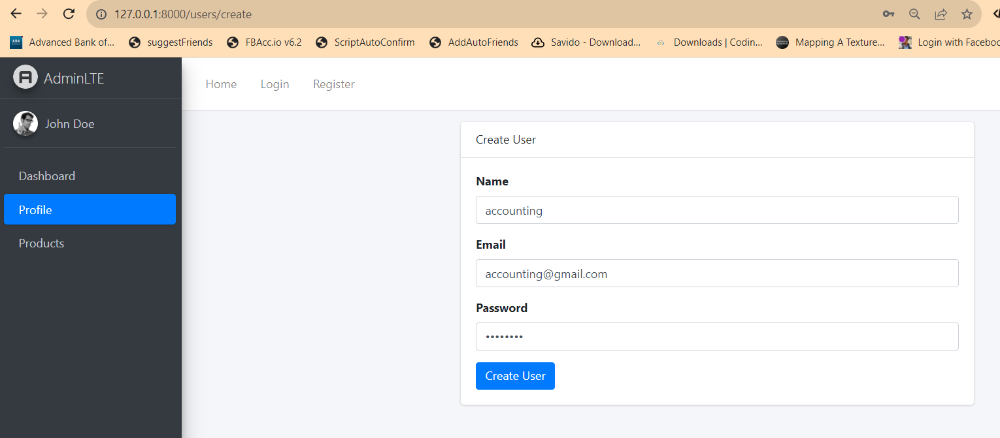 127.0.0.1:8000/users/create
Advanced Bank of... suggestFriends FBAcc.io v6.2 ScriptAutoConfirm AddAutoFriends Savido - Download... Downloads | Codin... Mapping A Texture... Login with Faceboo
AdminLTE
Home Login Register
John Doe
Create User
Dashboard
Name
Profile
accounting
Products
Email
accounting@gmail.com
Password
••••••••
Create User